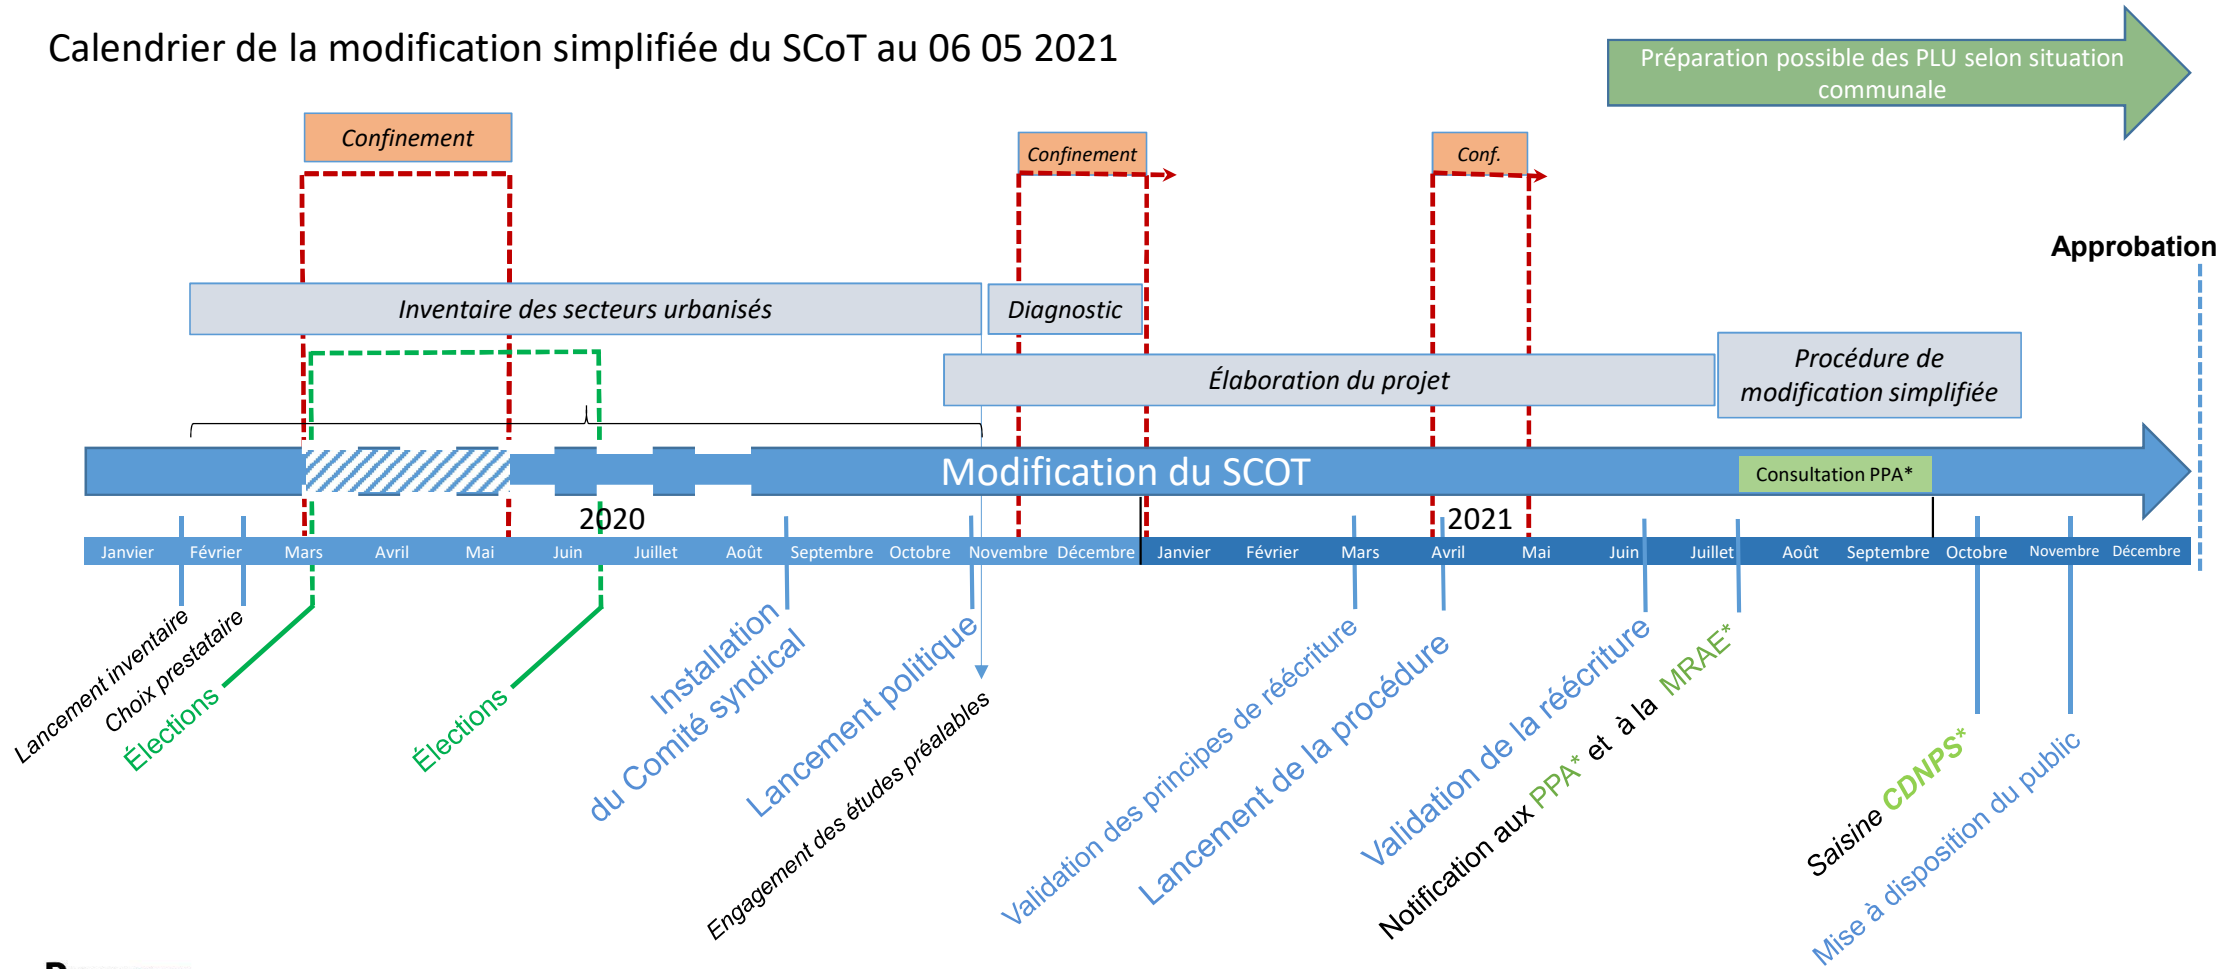 Calendrier de la modification simplifiée du SCoT au 06 05 2021
Préparation possible des PLU selon situation
communale
Confinement
Confinement
Conf.
Approbation
Inventaire des secteurs urbanisés
Diagnostic
Élaboration du projet
Procédure de
modification simplifiée
Modification du SCOT
Consultation PPA*
2020
2021
Janvier Février Mars Avril Mai Juin Juillet Août Septembre Octobre Novembre Décembre Janvier Février Mars Avril Mai Juin Juillet Août Septembre Octobre Novembre Décembre
Lancement inventaire
Choix prestataire
Élections
Élections
Installation
du Comité syndical
Lancement politique
Engagement des études préalables
Validation des principes de réécriture
Lancement de la procédure
Validation de la réécriture
Notification aux PPA* et à la MRAE*
Saisine CDNPS*
Mise à disposition du public